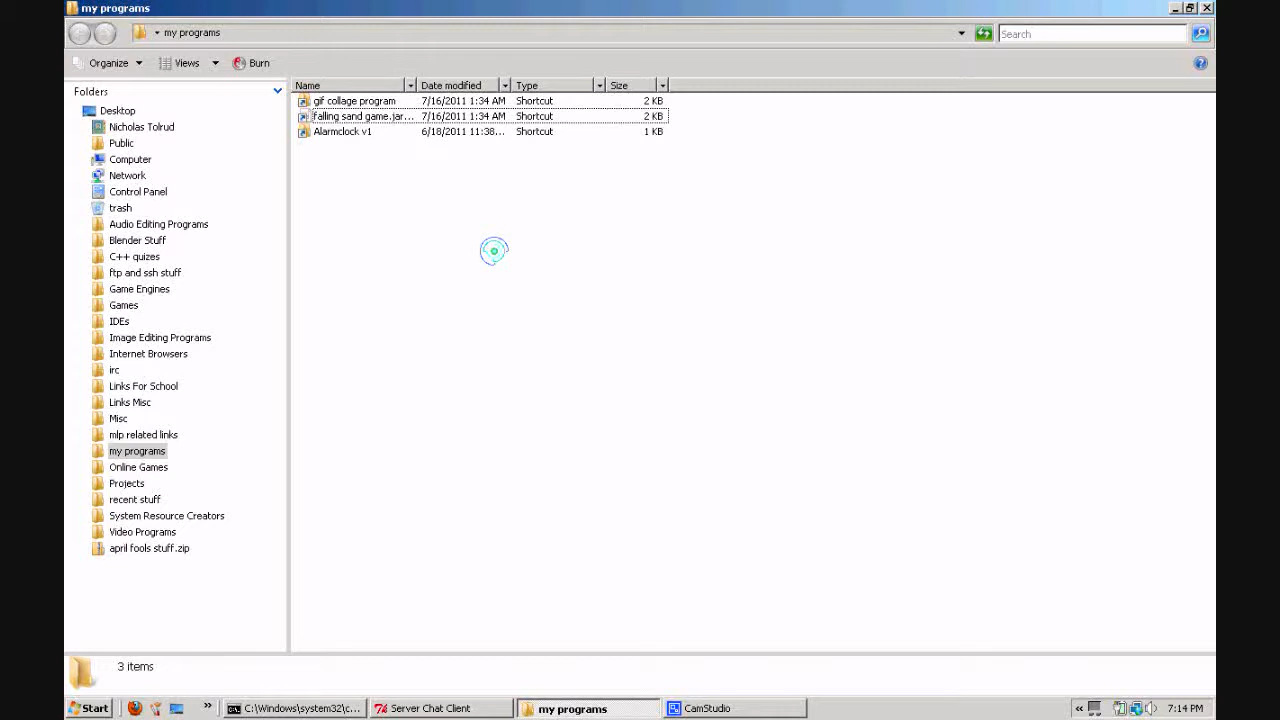 my programs
my programs
Search
Organize
Views
Burn
Folders
Name
Date modified
Type
Size
gif collage program 7/16/2011 1:34 AM Shortcut 2 KB
falling sand game.jar... 7/16/2011 1:34 AM Shortcut 2 KB
Alarmclock v1 6/18/2011 11:38... Shortcut 1 KB
Desktop
Nicholas Tolrud
Public
Computer
Network
Control Panel
trash
Audio Editing Programs
Blender Stuff
C++ quizes
ftp and ssh stuff
Game Engines
Games
IDEs
Image Editing Programs
Internet Browsers
irc
Links For School
Links Misc
Misc
mlp related links
my programs
Online Games
Projects
recent stuff
System Resource Creators
Video Programs
april fools stuff.zip
3 items
Start
C:\Windows\system32\c...
Server Chat Client
my programs
CamStudio
7:14 PM